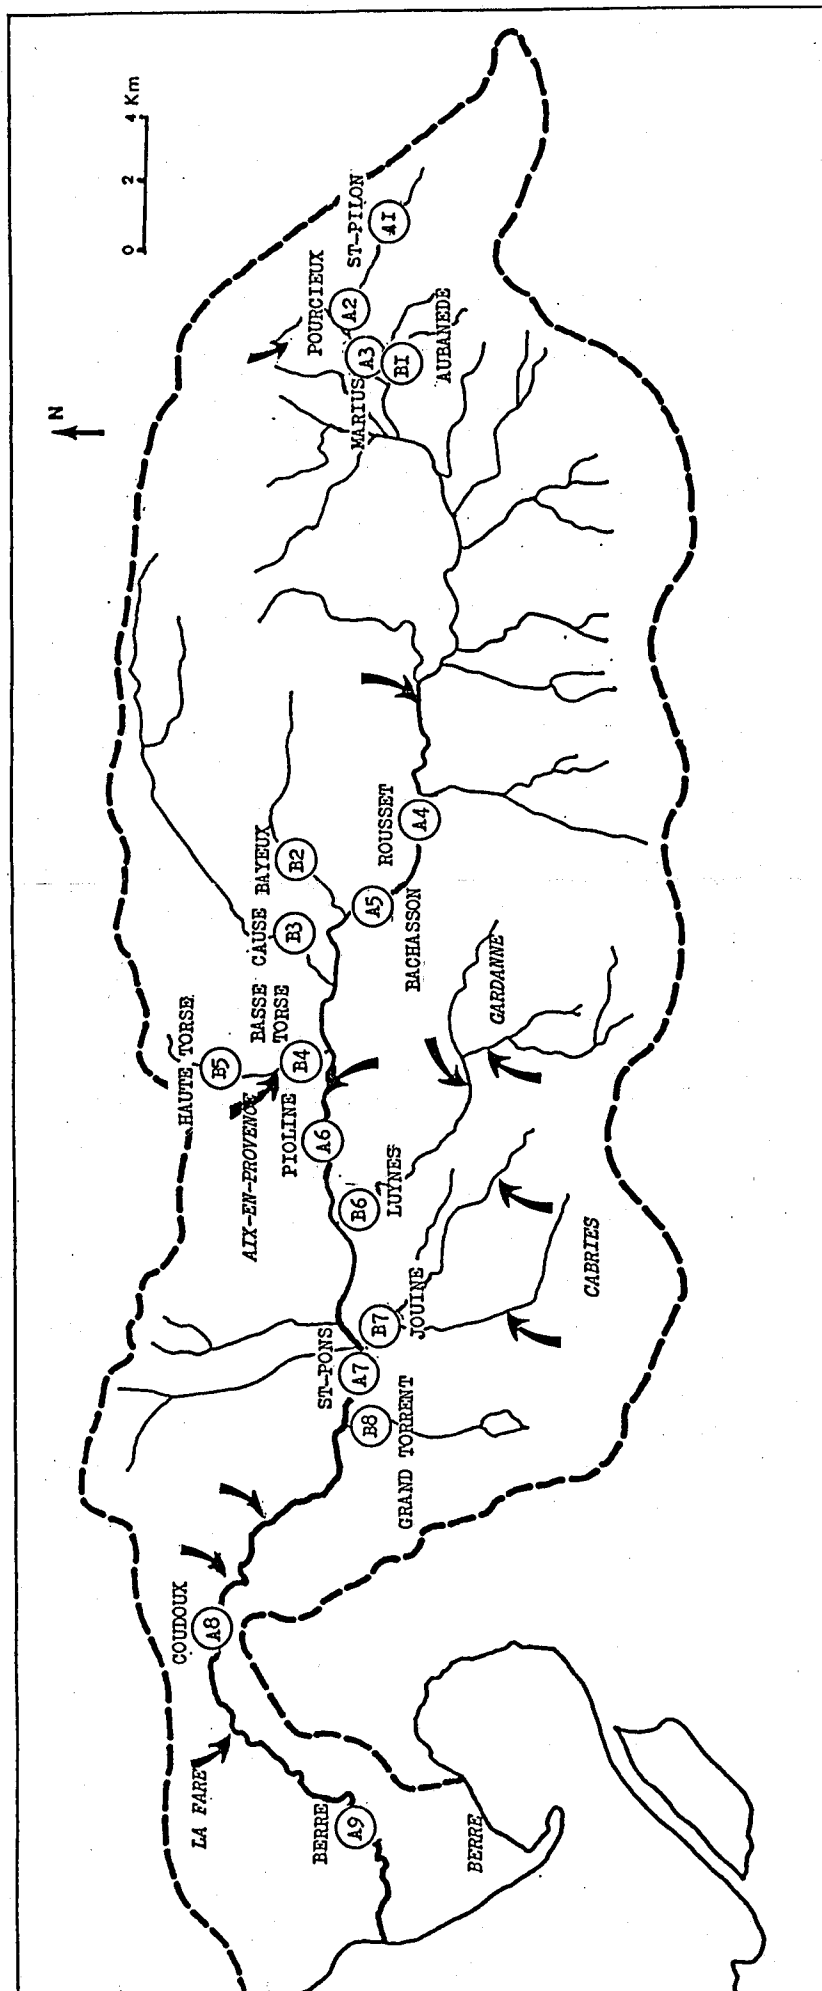 0 2 4 Km
N
ST-PILON
AI
POURCIEUX
A2
MARIUS
A3
BI
AUBANEDE
ROUSSET
A4
BACHASSON
A5
BAYEUX
B2
CAUSE
B3
BASSE
TORSE
B4
HAUTE TORSE
B5
AIX-EN-PROVENCE
PIOLINE
A6
GARDANNE
LUYNES
B6
CABRIES
JOUINE
B7
ST-PONS
A7
GRAND TORRENT
B8
COUDOUX
A8
LA FARE
BERRE
A9
BERRE